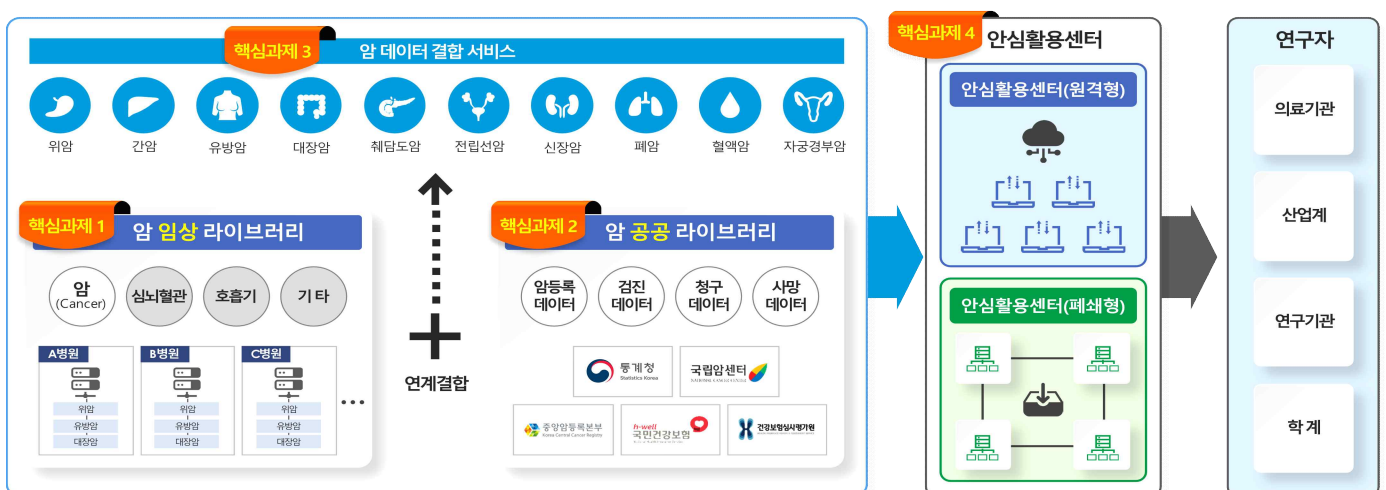 핵심과제 3
암 데이터 결합 서비스
위암
간암
유방암
대장암
췌담도암
전립선암
신장암
폐암
혈액암
자궁경부암
핵심과제 1
암 임상 라이브러리
암
(Cancer)
심뇌혈관
호흡기
기타
A병원
위암
유방암
대장암
B병원
위암
유방암
대장암
C병원
위암
유방암
대장암
...
연계결합
핵심과제 2
암 공공 라이브러리
암등록
데이터
검진
데이터
청구
데이터
사망
데이터
통계청
Statistics Korea
국립암센터
중앙암등록본부
Korea Central Cancer Registry
h-well
국민건강보험
건강보험심사평가원
핵심과제 4
안심활용센터
안심활용센터(원격형)
안심활용센터(폐쇄형)
연구자
의료기관
산업계
연구기관
학계